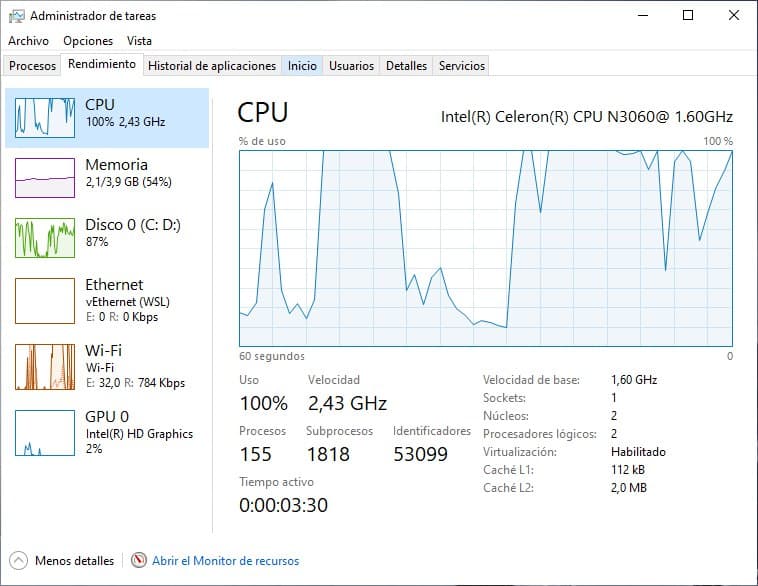 Administrador de tareas
Archivo Opciones Vista
Procesos Rendimiento Historial de aplicaciones Inicio Usuarios Detalles Servicios
CPU
100% 2,43 GHz
Memoria
2,1/3,9 GB (54%)
Disco 0 (C: D:)
87%
Ethernet
vEthernet (WSL)
E: 0 R: 0 Kbps
Wi-Fi
Wi-Fi
E: 32,0 R: 784 Kbps
GPU 0
Intel(R) HD Graphics
2%
CPU Intel(R) Celeron(R) CPU N3060@ 1.60GHz
% de uso 100 %
60 segundos 0
Uso Velocidad
100% 2,43 GHz
Procesos Subprocesos Identificadores
155 1818 53099
Tiempo activo
0:00:03:30
Velocidad de base: 1,60 GHz
Sockets: 1
Núcleos: 2
Procesadores lógicos: 2
Virtualización: Habilitado
Caché L1: 112 kB
Caché L2: 2,0 MB
Menos detalles Abrir el Monitor de recursos